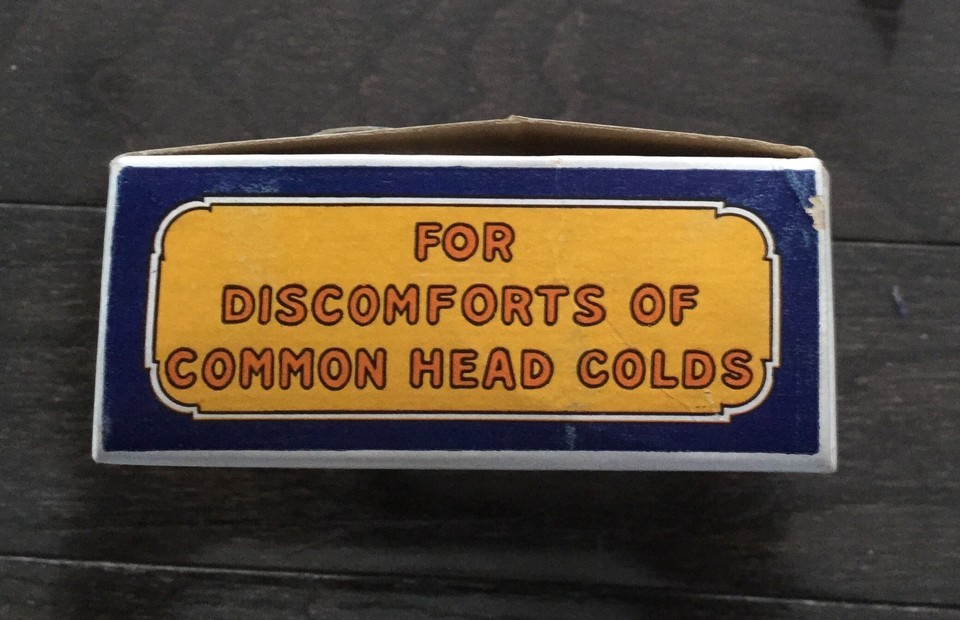 FOR
DISCOMFORTS OF
COMMON HEAD COLDS